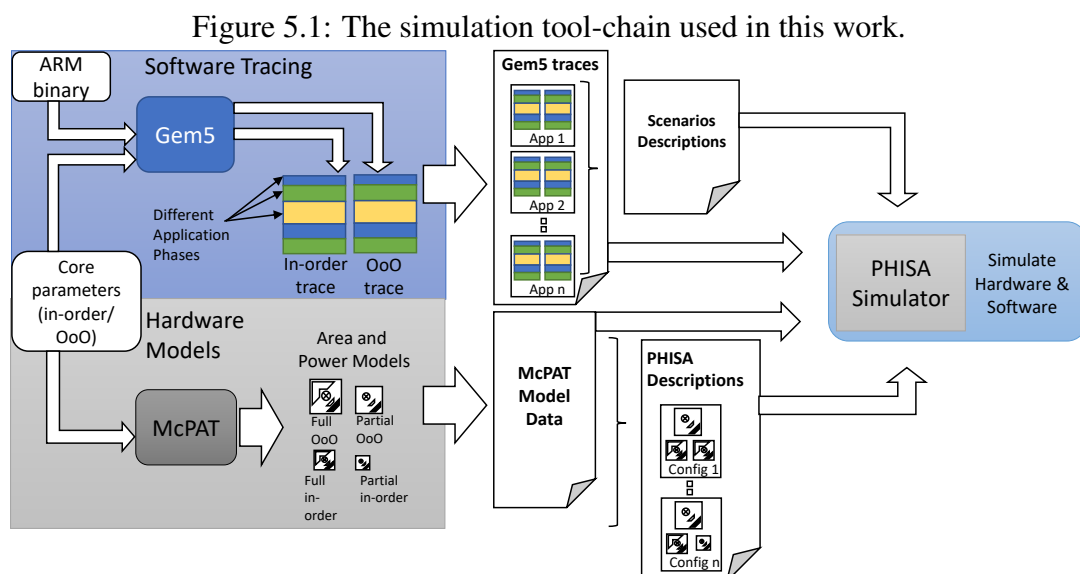 Figure 5.1: The simulation tool-chain used in this work.
ARM
binary
Software Tracing
Gem5
Different
Application
Phases
In-order
trace
OoO
trace
Core
parameters
(in-order/
OoO)
Hardware
Models
McPAT
Area and
Power Models
Full
OoO
Partial
OoO
Full
in-
order
Partial
in-order
Gem5 traces
App 1
App 2
App n
Scenarios
Descriptions
McPAT
Model
Data
PHISA
Descriptions
Config 1
Config n
PHISA
Simulator
Simulate
Hardware &
Software